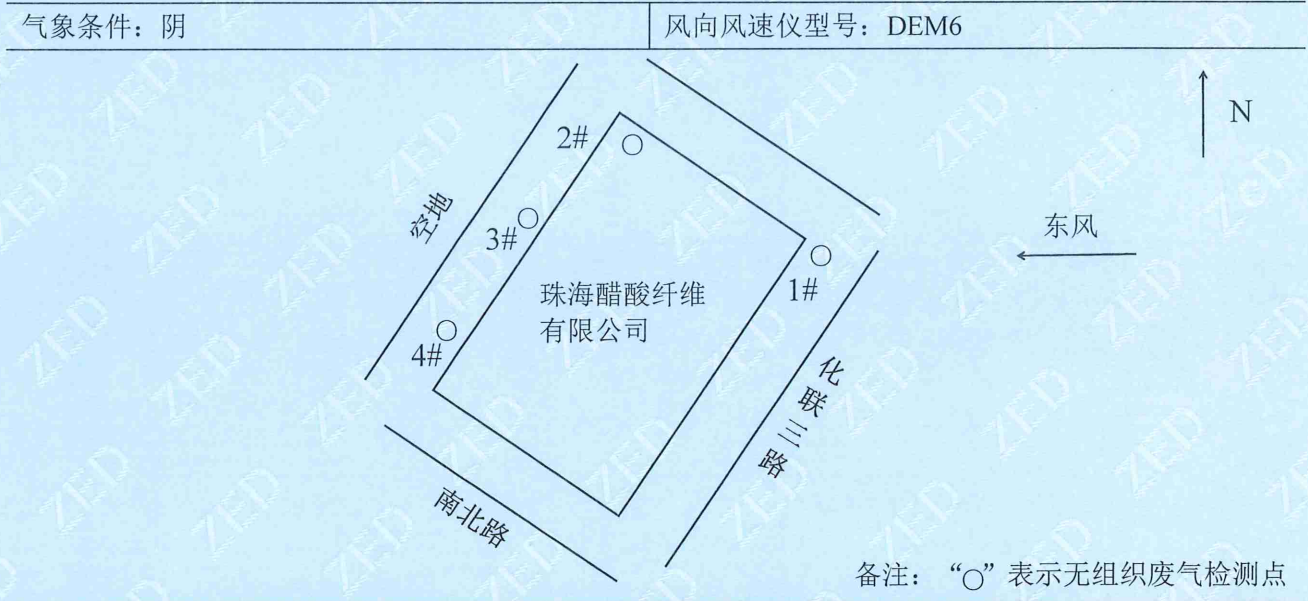 气象条件：阴
风向风速仪型号：DEM6
N
2#
空地
3#
东风
1#
珠海醋酸纤维
有限公司
4#
化联三路
南北路
备注：“○”表示无组织废气检测点
ZED